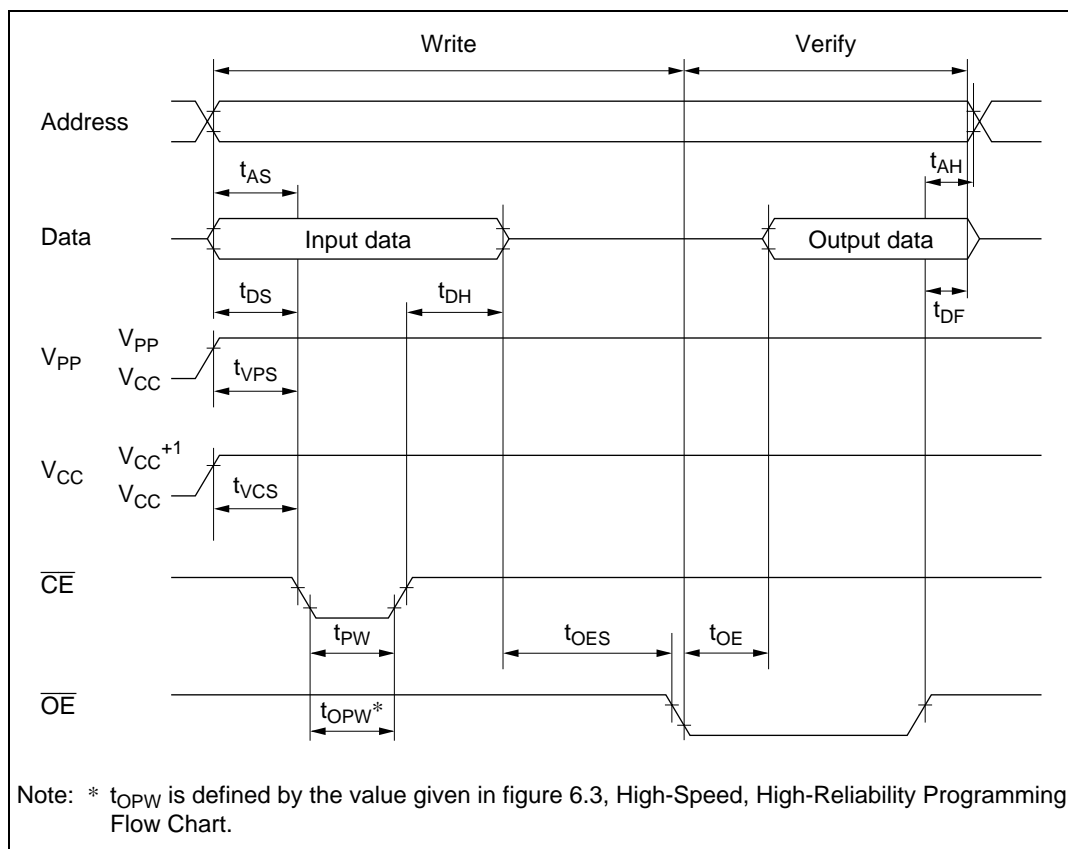 Write Verify
Address
tAS
tAH
Data Input data Output data
tDS
tDH
tDF
VPP VPP
VCC
tVPS
VCC VCC+1
VCC
tVCS
CE
tPW
tOES tOE
OE
tOPW*
Note: * tOPW is defined by the value given in figure 6.3, High-Speed, High-Reliability Programming
Flow Chart.